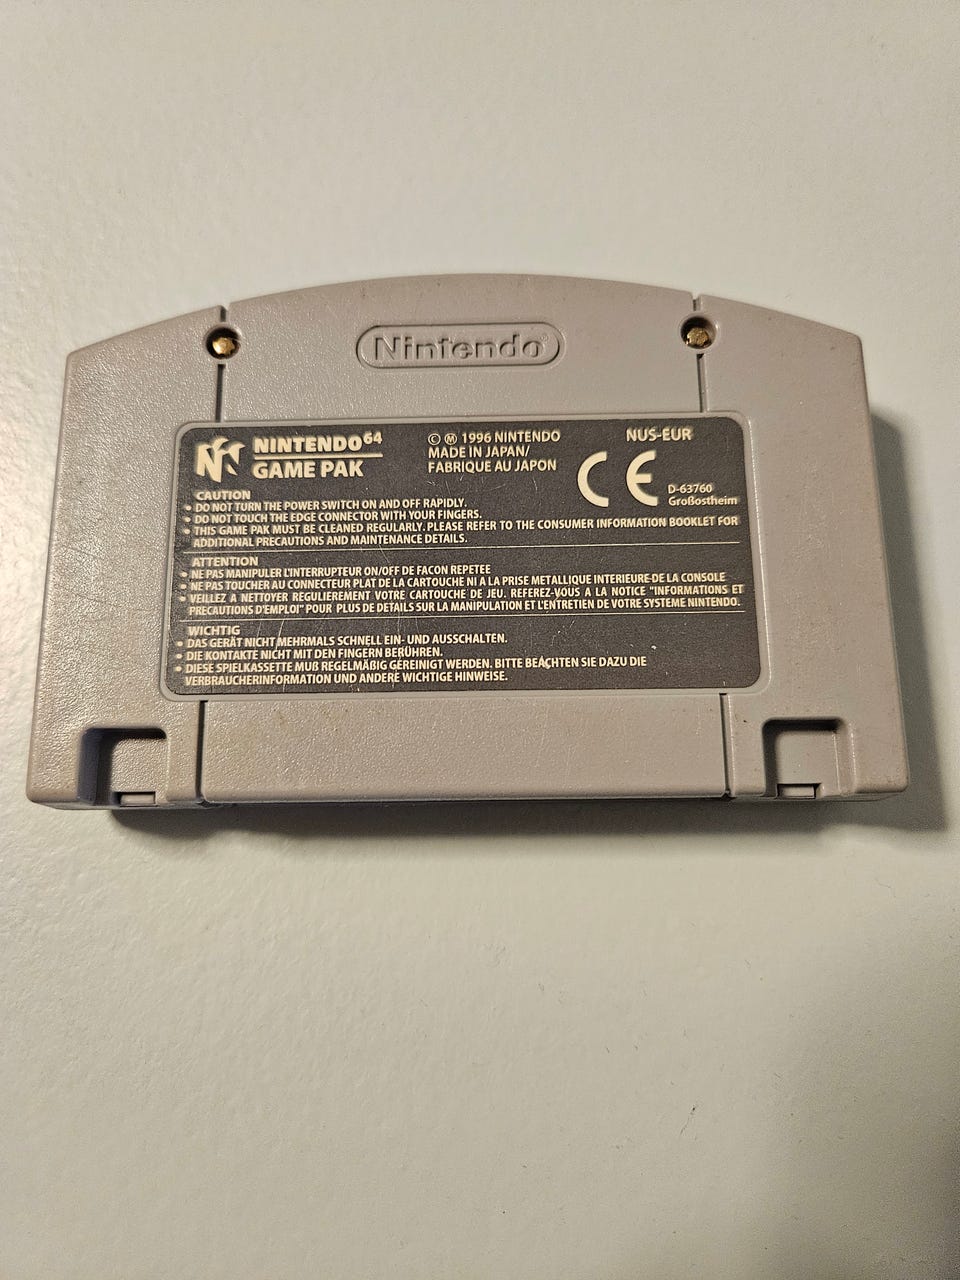 Nintendo
NINTENDO 64
GAME PAK
© Ⓜ 1996 NINTENDO
MADE IN JAPAN/
FABRIQUE AU JAPON
NUS-EUR
CE
D-63760
Großostheim
CAUTION
• DO NOT TURN THE POWER SWITCH ON AND OFF RAPIDLY.
• DO NOT TOUCH THE EDGE CONNECTOR WITH YOUR FINGERS.
• THIS GAME PAK MUST BE CLEANED REGULARLY. PLEASE REFER TO THE CONSUMER INFORMATION BOOKLET FOR
ADDITIONAL PRECAUTIONS AND MAINTENANCE DETAILS.
ATTENTION
• NE PAS MANIPULER L'INTERRUPTEUR ON/OFF DE FACON REPETEE
• NE PAS TOUCHER AU CONNECTEUR PLAT DE LA CARTOUCHE NI A LA PRISE METALLIQUE INTERIEURE DE LA CONSOLE
• VEILLEZ A NETTOYER REGULIEREMENT VOTRE CARTOUCHE DE JEU. REFEREZ-VOUS A LA NOTICE "INFORMATIONS ET
PRECAUTIONS D'EMPLOI" POUR PLUS DE DETAILS SUR LA MANIPULATION ET L'ENTRETIEN DE VOTRE SYSTEME NINTENDO.
WICHTIG
• DAS GERÄT NICHT MEHRMALS SCHNELL EIN- UND AUSSCHALTEN.
• DIE KONTAKTE NICHT MIT DEN FINGERN BERÜHREN.
• DIESE SPIELKASSETTE MUß REGELMÄßIG GEREINIGT WERDEN. BITTE BEACHTEN SIE DAZU DIE
VERBRAUCHERINFORMATION UND ANDERE WICHTIGE HINWEISE.